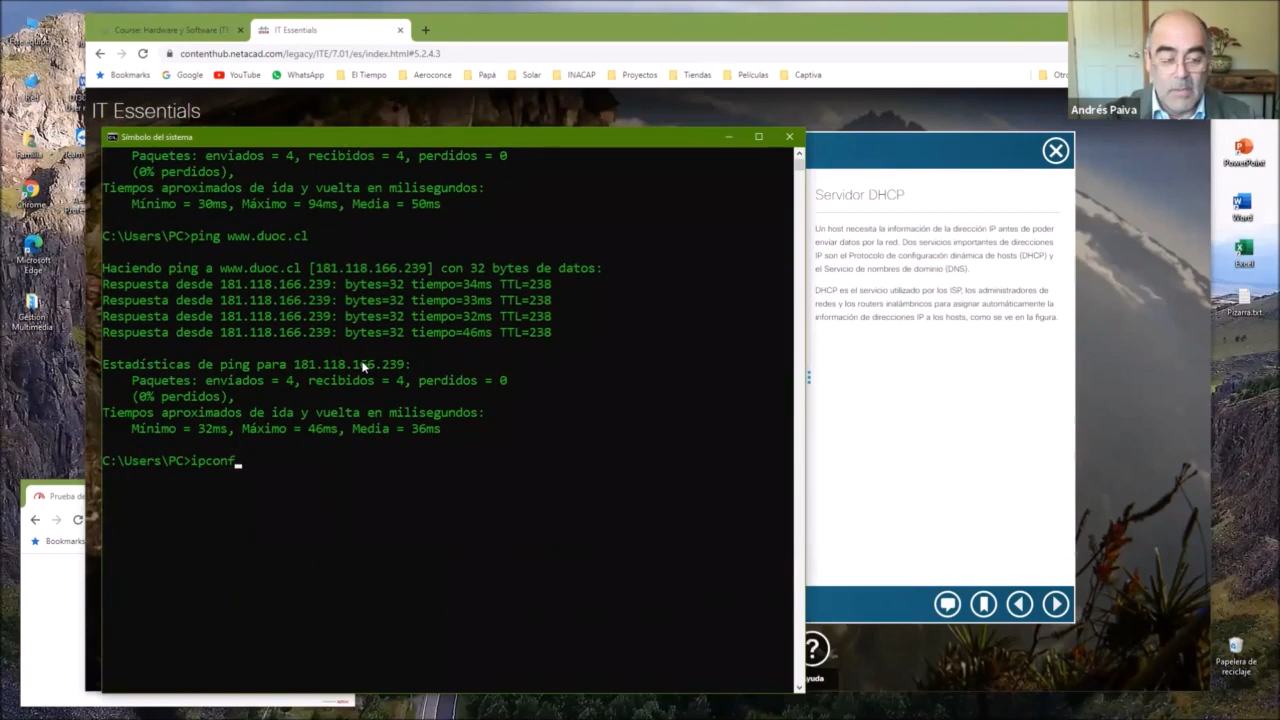 Course: Hardware y Software (TI
IT Essentials
contenthub.netacad.com/legacy/ITE/7.01/es/index.html#5.2.4.3
Bookmarks Google YouTube WhatsApp El Tiempo Aeroconce Papá Solar INACAP Proyectos Tiendas Películas Captiva Otro
Andrés Paiva
IT Essentials
Símbolo del sistema
Paquetes: enviados = 4, recibidos = 4, perdidos = 0
(0% perdidos),
Tiempos aproximados de ida y vuelta en milisegundos:
Mínimo = 30ms, Máximo = 94ms, Media = 50ms
C:\Users\PC>ping www.duoc.cl
Haciendo ping a www.duoc.cl [181.118.166.239] con 32 bytes de datos:
Respuesta desde 181.118.166.239: bytes=32 tiempo=34ms TTL=238
Respuesta desde 181.118.166.239: bytes=32 tiempo=33ms TTL=238
Respuesta desde 181.118.166.239: bytes=32 tiempo=32ms TTL=238
Respuesta desde 181.118.166.239: bytes=32 tiempo=46ms TTL=238
Estadísticas de ping para 181.118.166.239:
Paquetes: enviados = 4, recibidos = 4, perdidos = 0
(0% perdidos),
Tiempos aproximados de ida y vuelta en milisegundos:
Mínimo = 32ms, Máximo = 46ms, Media = 36ms
C:\Users\PC>ipconf
Servidor DHCP
Un host necesita la información de la dirección IP antes de poder
enviar datos por la red. Dos servicios importantes de direcciones
IP son el Protocolo de configuración dinámica de hosts (DHCP) y
el Servicio de nombres de dominio (DNS).
DHCP es el servicio utilizado por los ISP, los administradores de
redes y los routers inalámbricos para asignar automáticamente la
información de direcciones IP a los hosts, como se ve en la figura.
?
yuda
Red
Familia
Chrome
Microsoft
Edge
Gestión
Multimedia
Prueba de
Bookmarks
PowerPoint
Word
Excel
Pizarra.txt
Papelera de
reciclaje